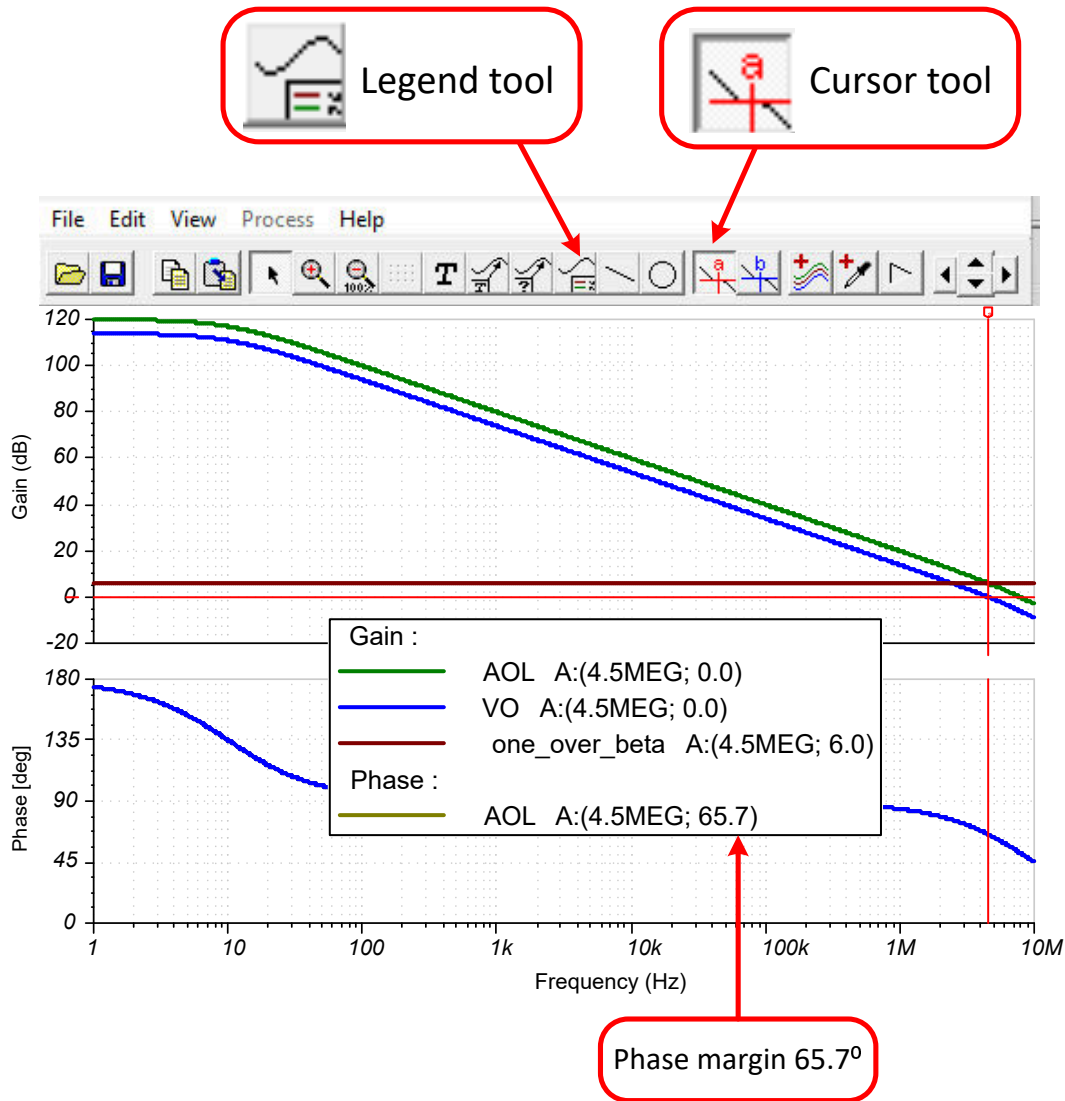 Legend tool
a
Cursor tool
File Edit View Process Help
100% T T ? a b
120
100
80
60
40
20
0
-20
Gain (dB)
Gain :
AOL A:(4.5MEG; 0.0)
VO A:(4.5MEG; 0.0)
one_over_beta A:(4.5MEG; 6.0)
Phase :
AOL A:(4.5MEG; 65.7)
180
135
90
45
0
Phase [deg]
1 10 100 1k 10k 100k 1M 10M
Frequency (Hz)
Phase margin 65.7⁰